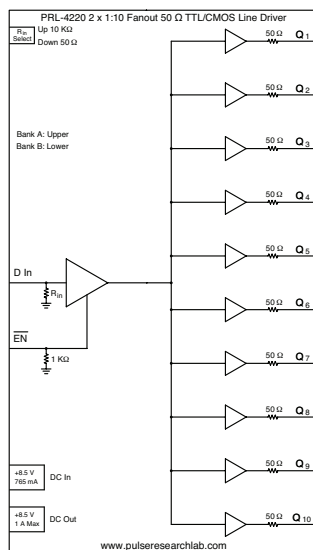 PRL-4220 2 x 1:10 Fanout 50 Ω TTL/CMOS Line Driver
R_in Select
Up 10 KΩ
Down 50 Ω
Bank A: Upper
Bank B: Lower
50 Ω Q1
50 Ω Q2
50 Ω Q3
50 Ω Q4
50 Ω Q5
D In
R_in
50 Ω Q6
EN
1 KΩ
50 Ω Q7
50 Ω Q8
50 Ω Q9
+8.5 V
765 mA
DC In
+8.5 V
1 A Max
DC Out
50 Ω Q10
www.pulseresearchlab.com